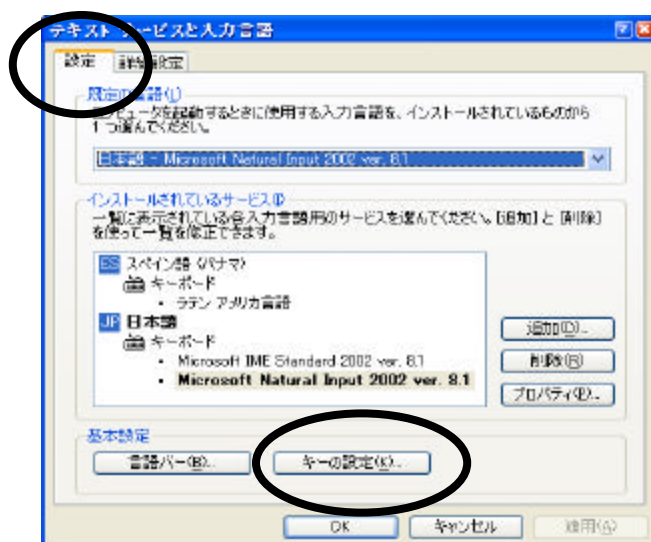 テキスト サービスと入力言語
設定 詳細設定
既定の言語(L)
コンピュータを起動するときに使用する入力言語を、インストールされているものから
1 つ選んでください。
日本語 - Microsoft Natural Input 2002 ver. 8.1
インストールされているサービス(I)
一覧に表示されている各入力言語用のサービスを選んでください。[追加] と [削除]
を使って一覧を修正できます。
ES スペイン語 (パナマ)
キーボード
・ ラテン アメリカ言語
JP 日本語
キーボード
・ Microsoft IME Standard 2002 ver. 8.1
・ Microsoft Natural Input 2002 ver. 8.1
追加(D)...
削除(R)
プロパティ(P)...
基本設定
言語バー(B)...
キーの設定(K)...
OK
キャンセル
適用(A)